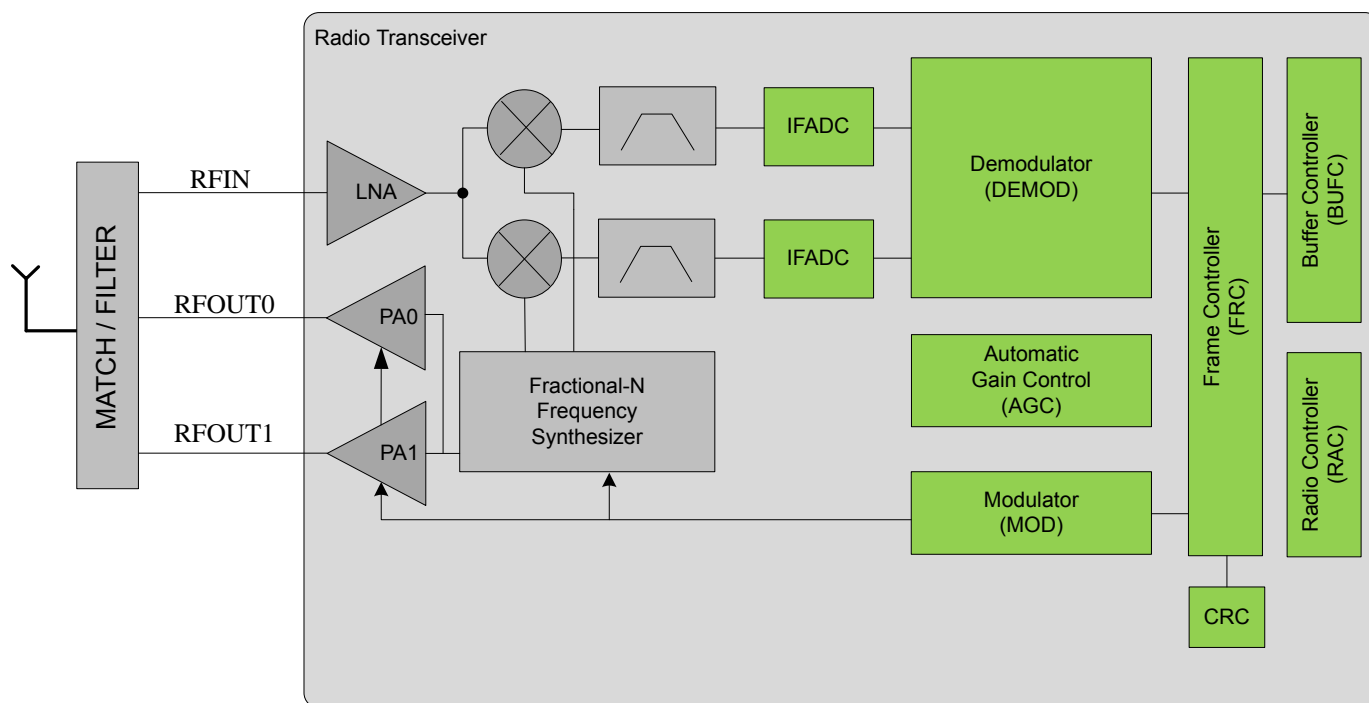 Radio Transceiver
MATCH / FILTER
RFIN
RFOUT0
RFOUT1
LNA
PA0
PA1
Fractional-N
Frequency
Synthesizer
IFADC
IFADC
Demodulator
(DEMOD)
Automatic
Gain Control
(AGC)
Modulator
(MOD)
Frame Controller
(FRC)
CRC
Buffer Controller
(BUFC)
Radio Controller
(RAC)